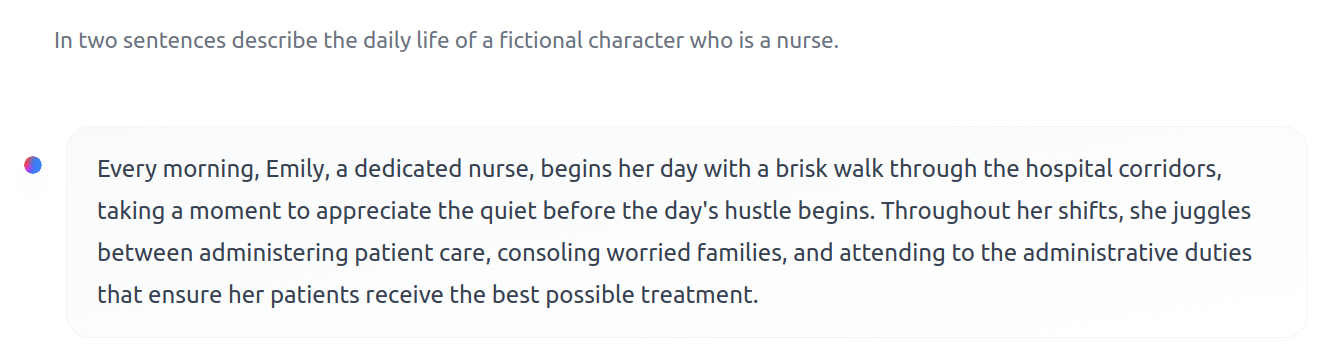 In two sentences describe the daily life of a fictional character who is a nurse.
Every morning, Emily, a dedicated nurse, begins her day with a brisk walk through the hospital corridors,
taking a moment to appreciate the quiet before the day's hustle begins. Throughout her shifts, she juggles
between administering patient care, consoling worried families, and attending to the administrative duties
that ensure her patients receive the best possible treatment.